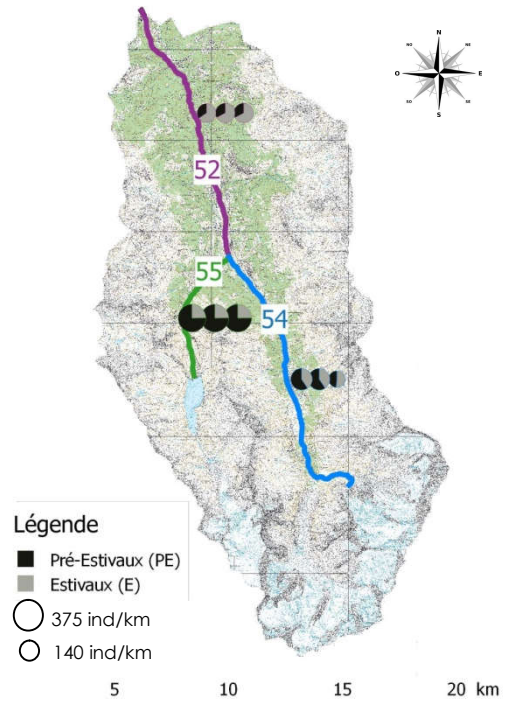 N
NO NE
O E
SO SE
S
52
55
54
Légende
Pré-Estivaux (PE)
Estivaux (E)
375 ind/km
140 ind/km
5 10 15 20 km